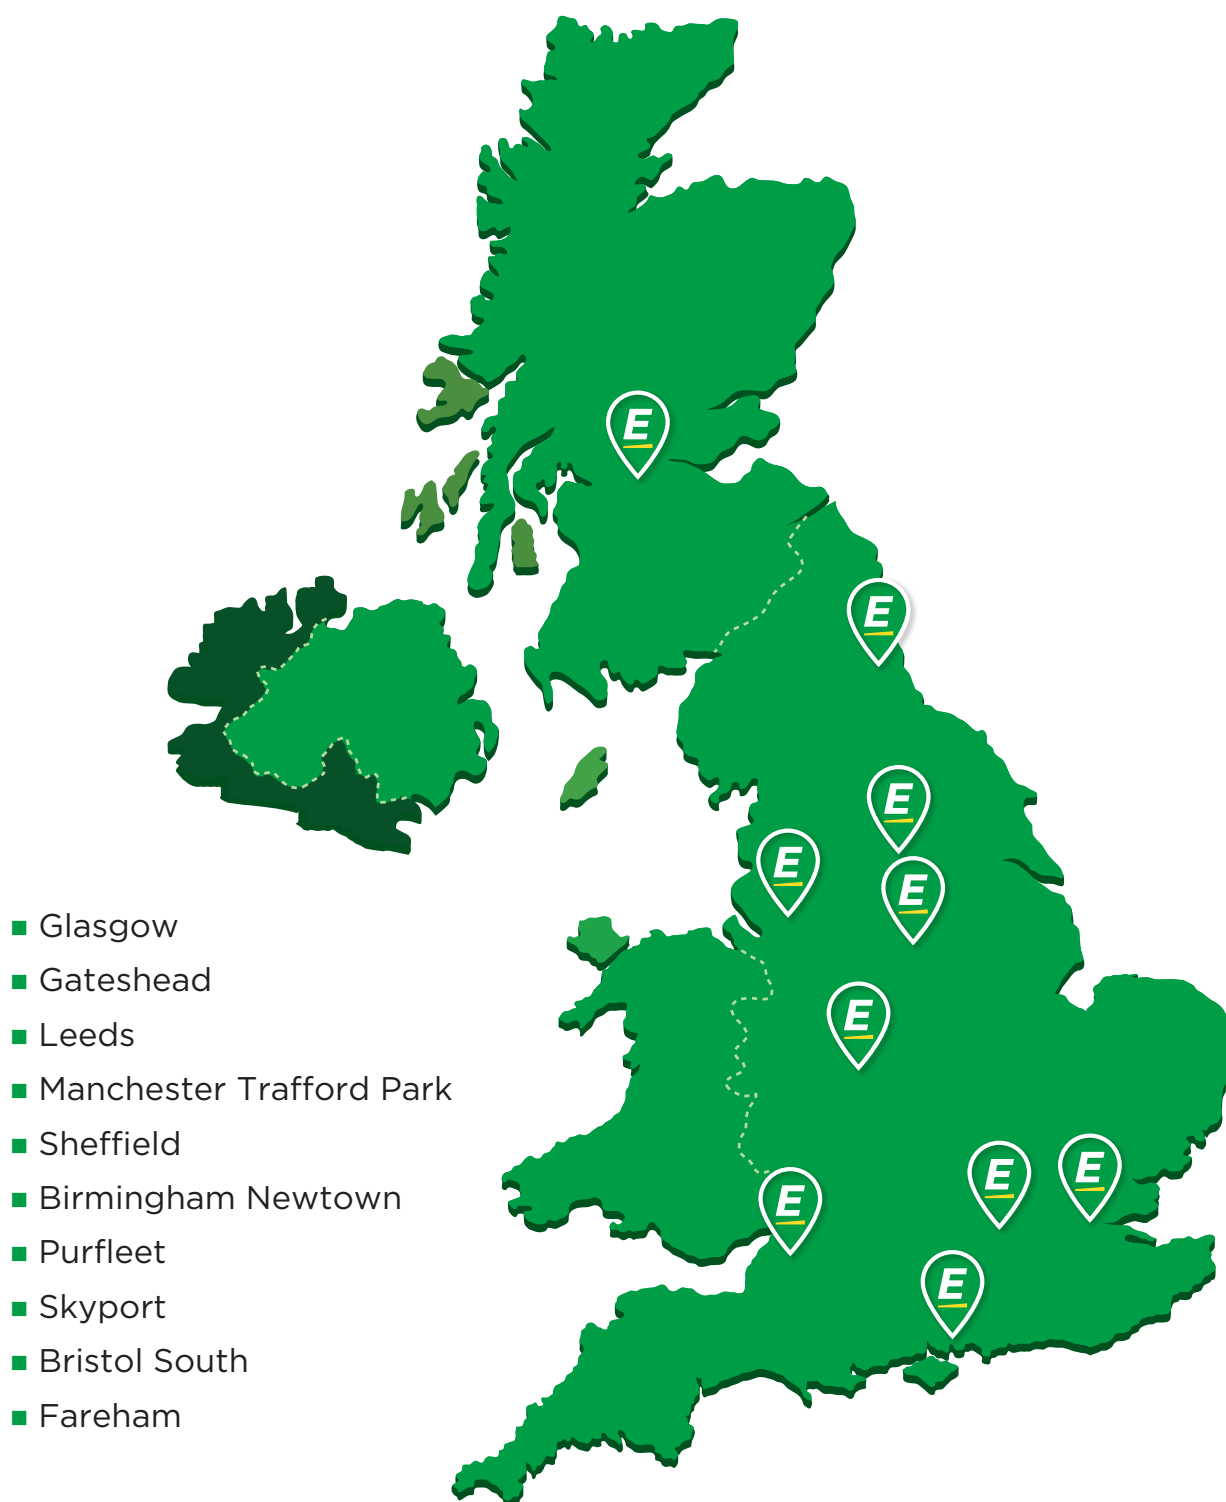 E
E
E
E
E
E
E
E
E
E
Glasgow
Gateshead
Leeds
Manchester Trafford Park
Sheffield
Birmingham Newtown
Purfleet
Skyport
Bristol South
Fareham